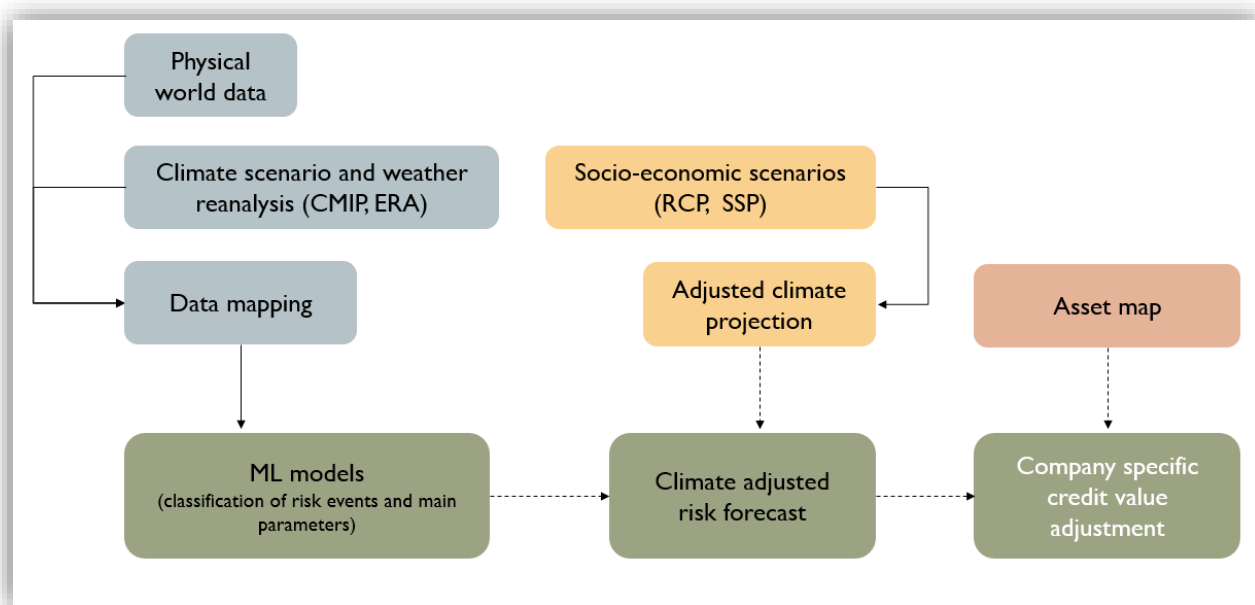 Physical
world data
Climate scenario and weather
reanalysis (CMIP, ERA)
Socio-economic scenarios
(RCP, SSP)
Data mapping
Adjusted climate
projection
Asset map
ML models
(classification of risk events and main
parameters)
Climate adjusted
risk forecast
Company specific
credit value
adjustment